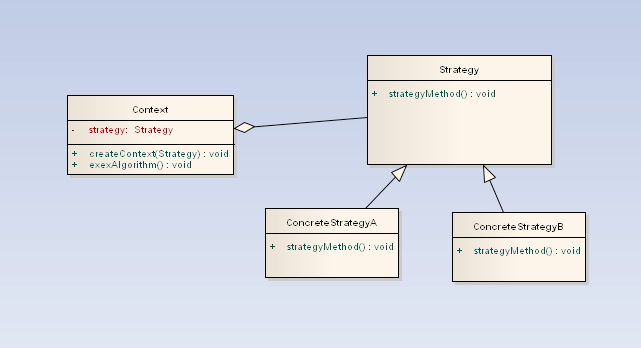 Strategy
+ strategyMethod() : void
Context
- strategy: Strategy
+ createContext(Strategy) : void
+ exexAlgorithm() : void
ConcreteStrategyA
+ strategyMethod() : void
ConcreteStrategyB
+ strategyMethod() : void